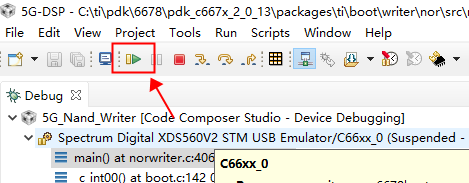 5G-DSP - C:\ti\pdk\6678\pdk_c667x_2_0_13\packages\ti\boot\writer\nor\src\
File Edit View Project Tools Run Scripts Window Help
Debug
5G_Nand_Writer [Code Composer Studio - Device Debugging]
Spectrum Digital XDS560V2 STM USB Emulator/C66xx_0 (Suspended -
main() at norwriter.c:406
C66xx_0
c int00() at boot.c:142 0